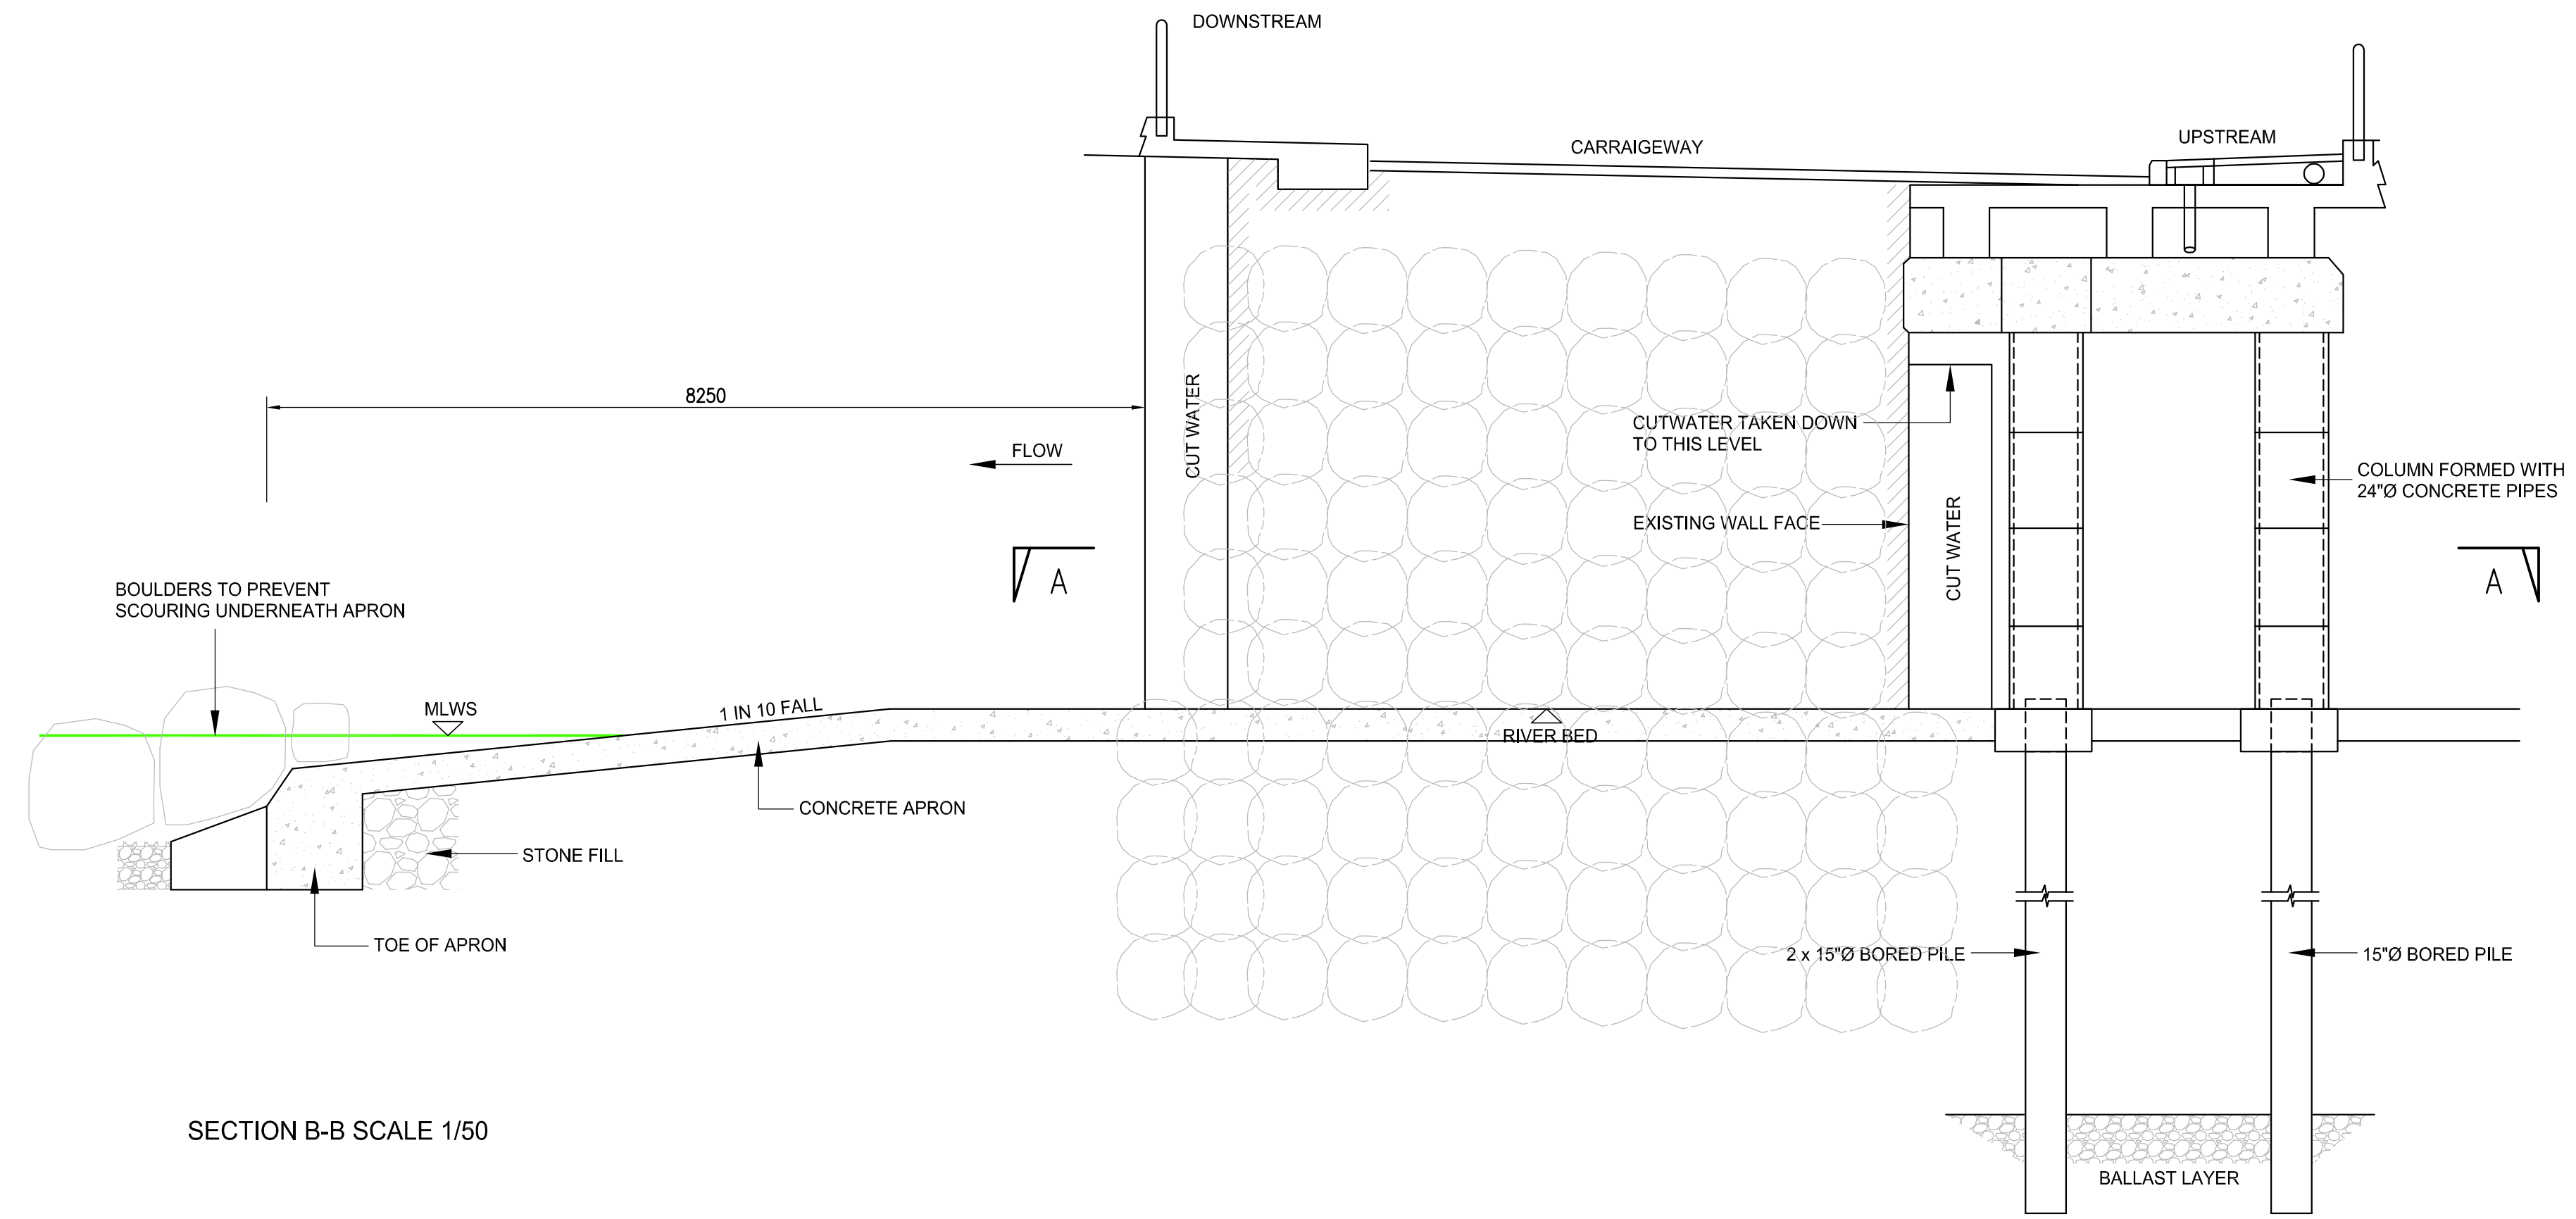 DOWNSTREAM
CARRAIGEWAY
UPSTREAM
8250
CUT WATER
FLOW
CUTWATER TAKEN DOWN
TO THIS LEVEL
COLUMN FORMED WITH
24"Ø CONCRETE PIPES
EXISTING WALL FACE
CUT WATER
A
A
BOULDERS TO PREVENT
SCOURING UNDERNEATH APRON
MLWS
1 IN 10 FALL
RIVER BED
CONCRETE APRON
STONE FILL
TOE OF APRON
2 x 15"Ø BORED PILE
15"Ø BORED PILE
SECTION B-B SCALE 1/50
BALLAST LAYER